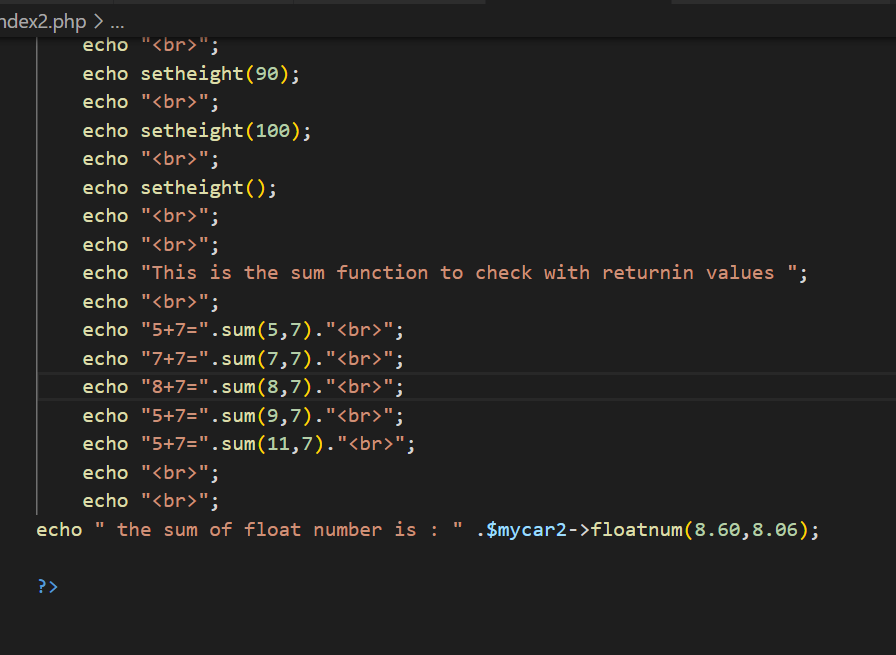 ndex2.php > ...
echo "<br>";
echo setheight(90);
echo "<br>";
echo setheight(100);
echo "<br>";
echo setheight();
echo "<br>";
echo "<br>";
echo "This is the sum function to check with returnin values ";
echo "<br>";
echo "5+7=".sum(5,7)."<br>";
echo "7+7=".sum(7,7)."<br>";
echo "8+7=".sum(8,7)."<br>";
echo "5+7=".sum(9,7)."<br>";
echo "5+7=".sum(11,7)."<br>";
echo "<br>";
echo "<br>";
echo " the sum of float number is : " .$mycar2->floatnum(8.60,8.06);
?>